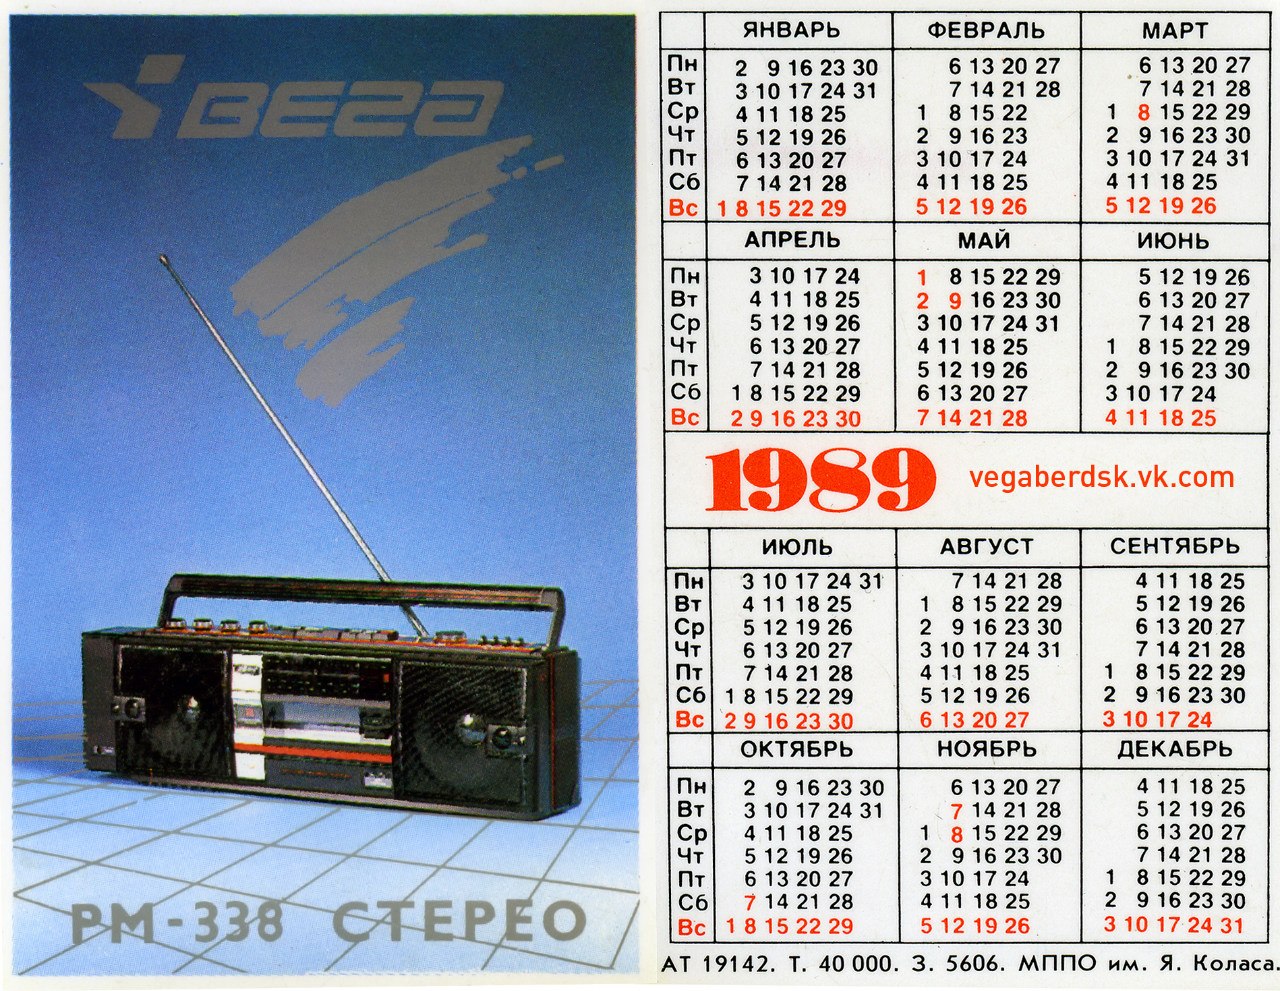 ВЕГА
РМ-338 СТЕРЕО
ЯНВАРЬ ФЕВРАЛЬ МАРТ
Пн 2 9 16 23 30 6 13 20 27 6 13 20 27
Вт 3 10 17 24 31 7 14 21 28 7 14 21 28
Ср 4 11 18 25 1 8 15 22 1 8 15 22 29
Чт 5 12 19 26 2 9 16 23 2 9 16 23 30
Пт 6 13 20 27 3 10 17 24 3 10 17 24 31
Сб 7 14 21 28 4 11 18 25 4 11 18 25
Вс 1 8 15 22 29 5 12 19 26 5 12 19 26
АПРЕЛЬ МАЙ ИЮНЬ
Пн 3 10 17 24 1 8 15 22 29 5 12 19 26
Вт 4 11 18 25 2 9 16 23 30 6 13 20 27
Ср 5 12 19 26 3 10 17 24 31 7 14 21 28
Чт 6 13 20 27 4 11 18 25 1 8 15 22 29
Пт 7 14 21 28 5 12 19 26 2 9 16 23 30
Сб 1 8 15 22 29 6 13 20 27 3 10 17 24
Вс 2 9 16 23 30 7 14 21 28 4 11 18 25
1989 vegaberdsk.vk.com
ИЮЛЬ АВГУСТ СЕНТЯБРЬ
Пн 3 10 17 24 31 7 14 21 28 4 11 18 25
Вт 4 11 18 25 1 8 15 22 29 5 12 19 26
Ср 5 12 19 26 2 9 16 23 30 6 13 20 27
Чт 6 13 20 27 3 10 17 24 31 7 14 21 28
Пт 7 14 21 28 4 11 18 25 1 8 15 22 29
Сб 1 8 15 22 29 5 12 19 26 2 9 16 23 30
Вс 2 9 16 23 30 6 13 20 27 3 10 17 24
ОКТЯБРЬ НОЯБРЬ ДЕКАБРЬ
Пн 2 9 16 23 30 6 13 20 27 4 11 18 25
Вт 3 10 17 24 31 7 14 21 28 5 12 19 26
Ср 4 11 18 25 1 8 15 22 29 6 13 20 27
Чт 5 12 19 26 2 9 16 23 30 7 14 21 28
Пт 6 13 20 27 3 10 17 24 1 8 15 22 29
Сб 7 14 21 28 4 11 18 25 2 9 16 23 30
Вс 1 8 15 22 29 5 12 19 26 3 10 17 24 31
АТ 19142. Т. 40 000. З. 5606. МППО им. Я. Коласа.